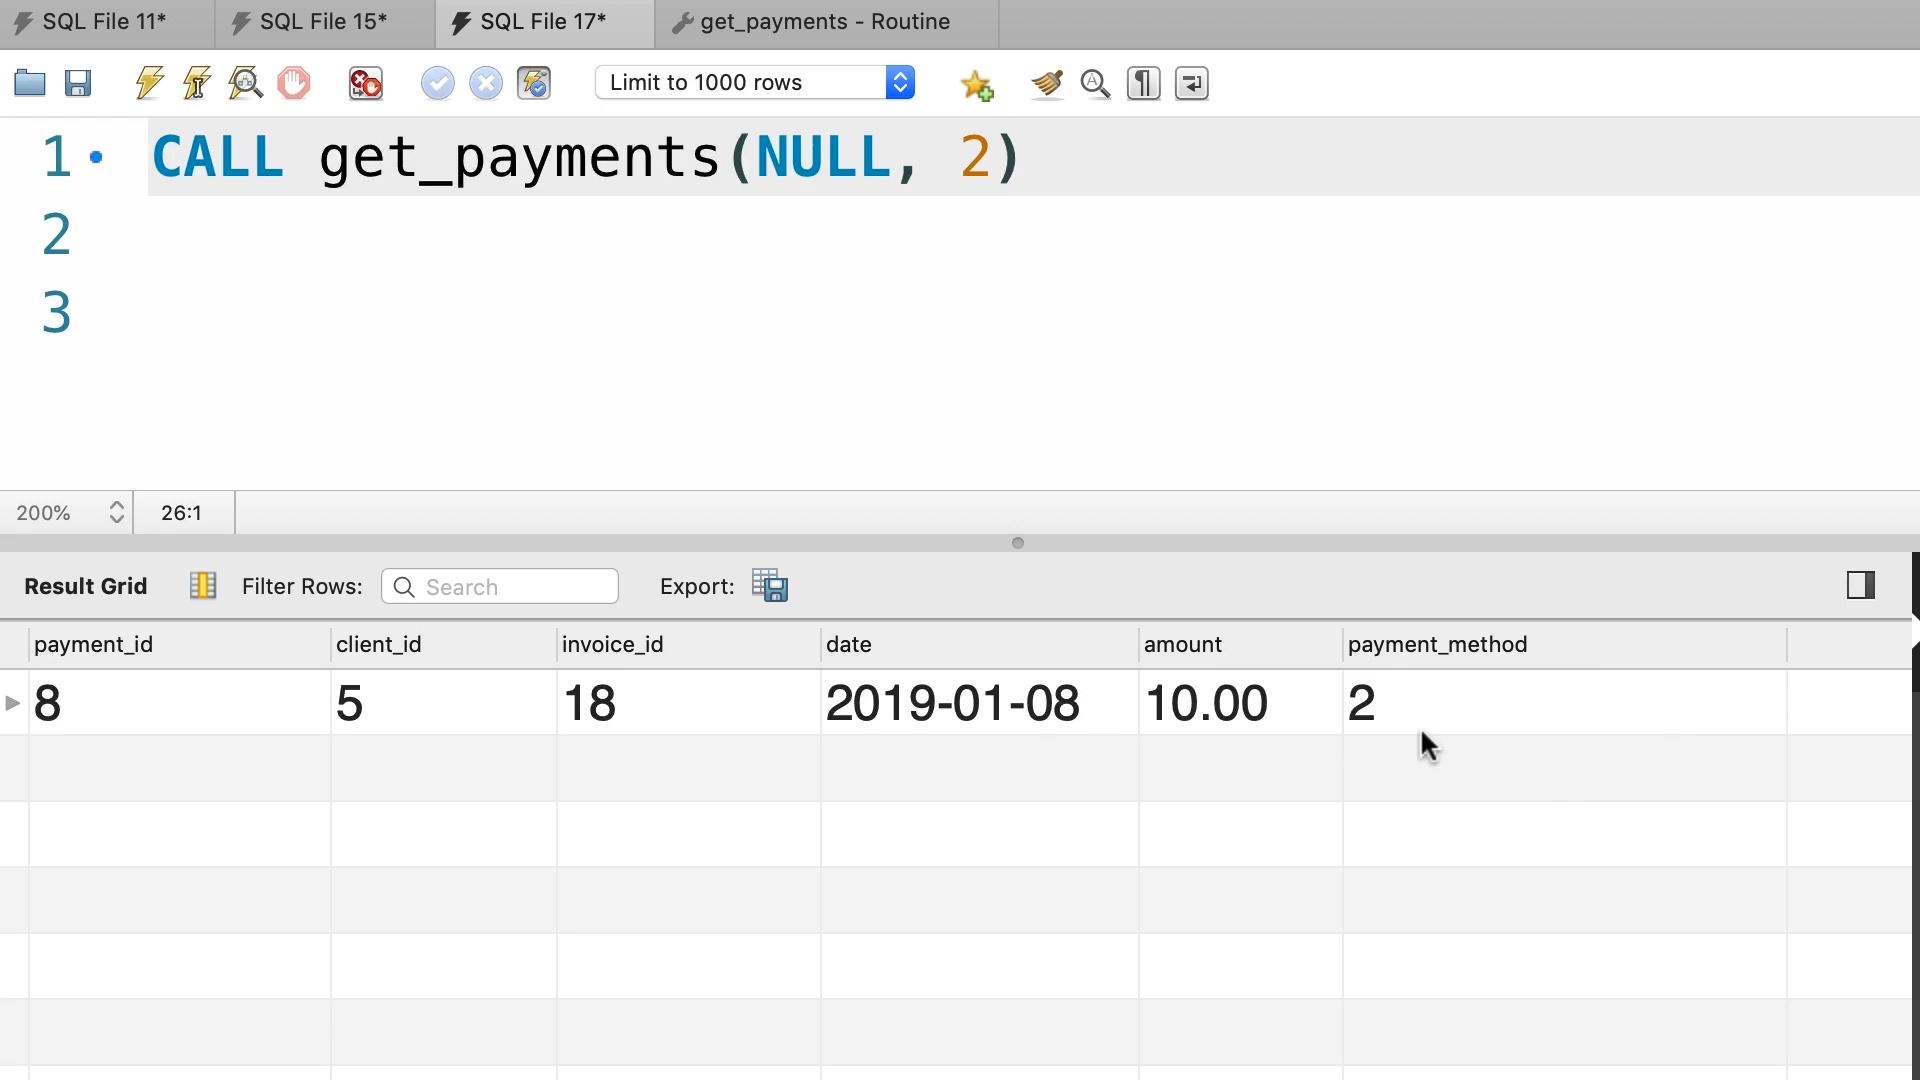 SQL File 11* SQL File 15* SQL File 17* get_payments - Routine
Limit to 1000 rows
1 CALL get_payments(NULL, 2)
2
3
200% 26:1
Result Grid Filter Rows: Search Export:
payment_id client_id invoice_id date amount payment_method
8 5 18 2019-01-08 10.00 2